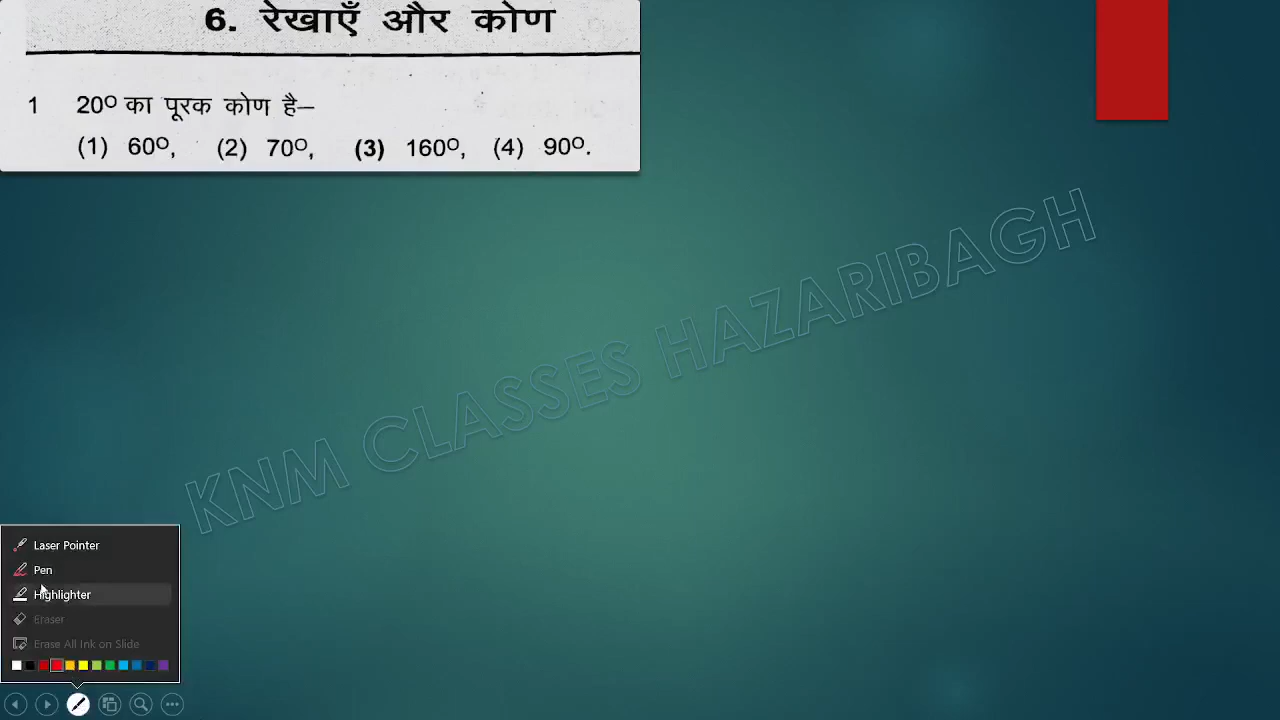 6. रेखाएँ और कोण
1 20° का पूरक कोण है–
(1) 60°, (2) 70°, (3) 160°, (4) 90°.
KNM CLASSES HAZARIBAGH
Laser Pointer
Pen
Highlighter
Eraser
Erase All Ink on Slide